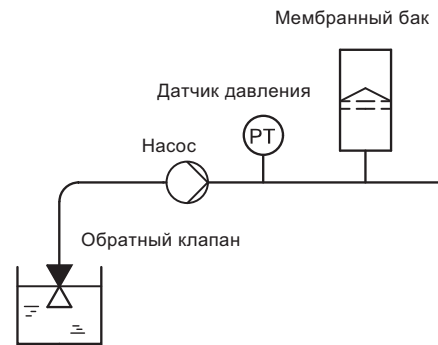 Мембранный бак
Датчик давления
PT
Насос
Обратный клапан